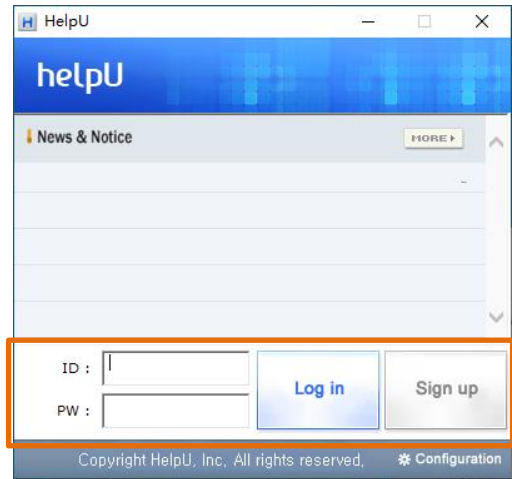 H HelpU
helpU
News & Notice MORE
-
ID :
Log in Sign up
PW :
Copyright HelpU, Inc, All rights reserved, Configuration